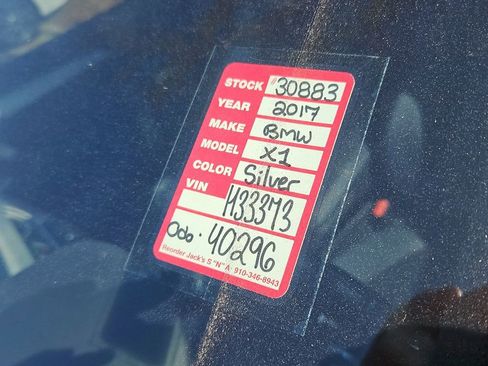 STOCK #30883
YEAR 2017
MAKE BMW
MODEL X1
COLOR Silver
VIN
H33373
Odo. 40296
Reorder Jack's S "N" A 910-346-8943